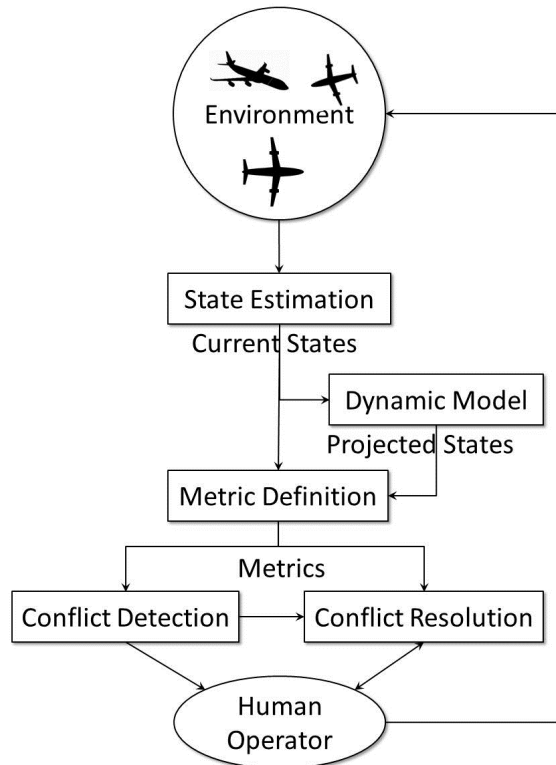 Environment
State Estimation
Current States
Dynamic Model
Projected States
Metric Definition
Metrics
Conflict Detection
Conflict Resolution
Human
Operator